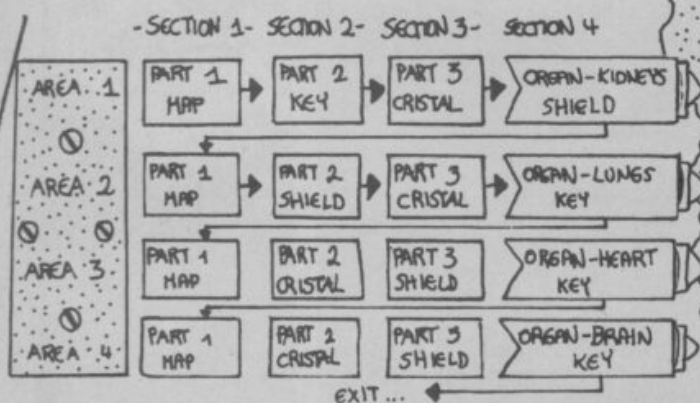 - SECTION 1 - SECTION 2 - SECTION 3 - SECTION 4
AREA 1
PART 1
MAP
PART 2
KEY
PART 3
CRISTAL
ORGAN-KIDNEYS
SHIELD
AREA 2
PART 1
MAP
PART 2
SHIELD
PART 3
CRISTAL
ORGAN-LUNGS
KEY
AREA 3
PART 1
MAP
PART 2
CRISTAL
PART 3
SHIELD
ORGAN-HEART
KEY
AREA 4
PART 1
MAP
PART 2
CRISTAL
PART 3
SHIELD
ORGAN-BRAIN
KEY
EXIT...